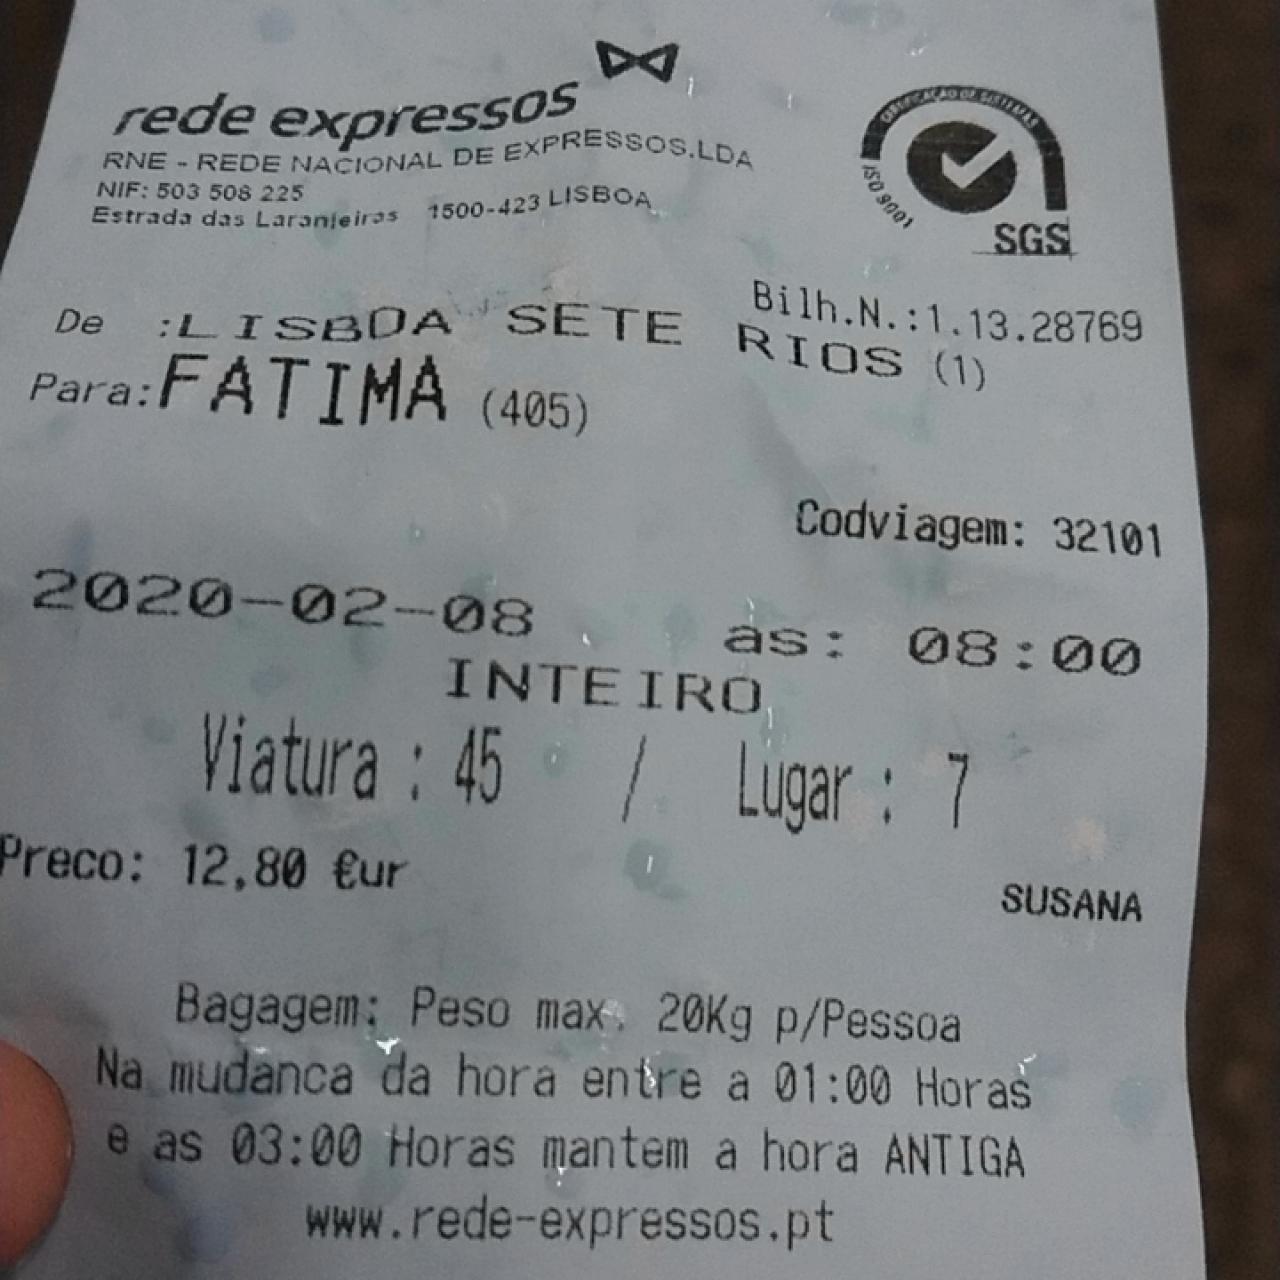 rede expressos
RNE - REDE NACIONAL DE EXPRESSOS.LDA
NIF: 503 508 225
Estrada das Laranjeiras 1500-423 LISBOA
CERTIFICAÇÃO DE SISTEMAS
ISO 9001
SGS
Bilh.N.:1.13.28769
De :LISBOA SETE RIOS (1)
Para:FATIMA (405)
Codviagem: 32101
2020-02-08 as: 08:00
INTEIRO
Viatura : 45 / Lugar : 7
Preco: 12,80 €ur
SUSANA
Bagagem: Peso max. 20Kg p/Pessoa
Na mudanca da hora entre a 01:00 Horas
e as 03:00 Horas mantem a hora ANTIGA
www.rede-expressos.pt